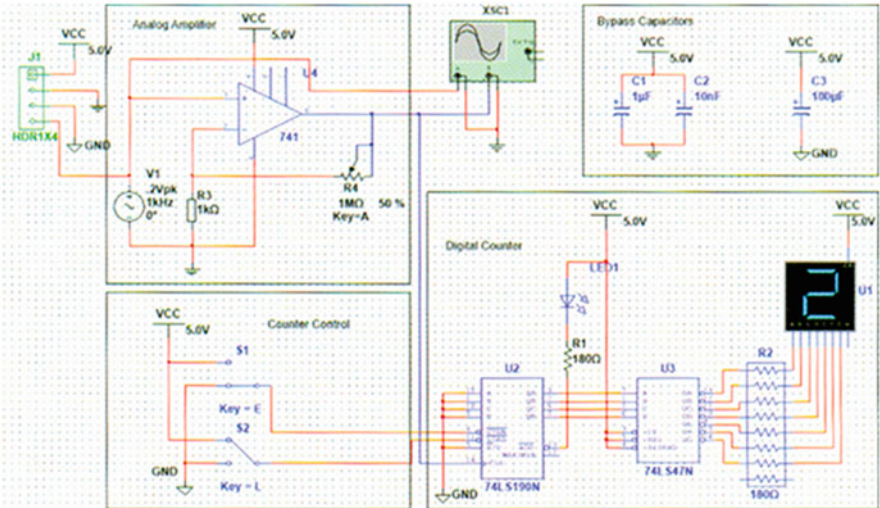 Analog Amplifier
VCC
5.0V
U4
741
V1
.2Vpk
1kHz
0°
R3
1kΩ
R4
1MΩ 50 %
Key=A
J1
VCC
5.0V
HDR1X4
GND
XSC1
Bypass Capacitors
VCC
5.0V
C1
1µF
C2
10nF
VCC
5.0V
C3
100µF
GND
Counter Control
VCC
5.0V
S1
Key = E
S2
GND
Key = L
Digital Counter
VCC
5.0V
LED1
R1
180Ω
U2
74LS190N
GND
U3
74LS47N
R2
180Ω
VCC
5.0V
U1
2